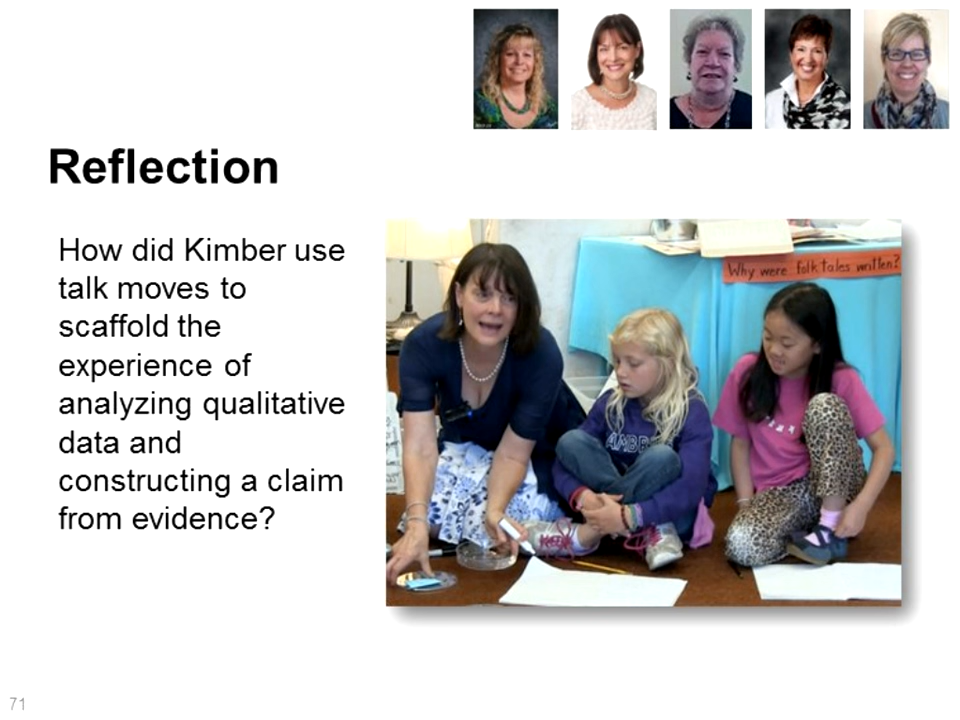 Reflection
How did Kimber use
talk moves to
scaffold the
experience of
analyzing qualitative
data and
constructing a claim
from evidence?
Why were folk tales written?
71